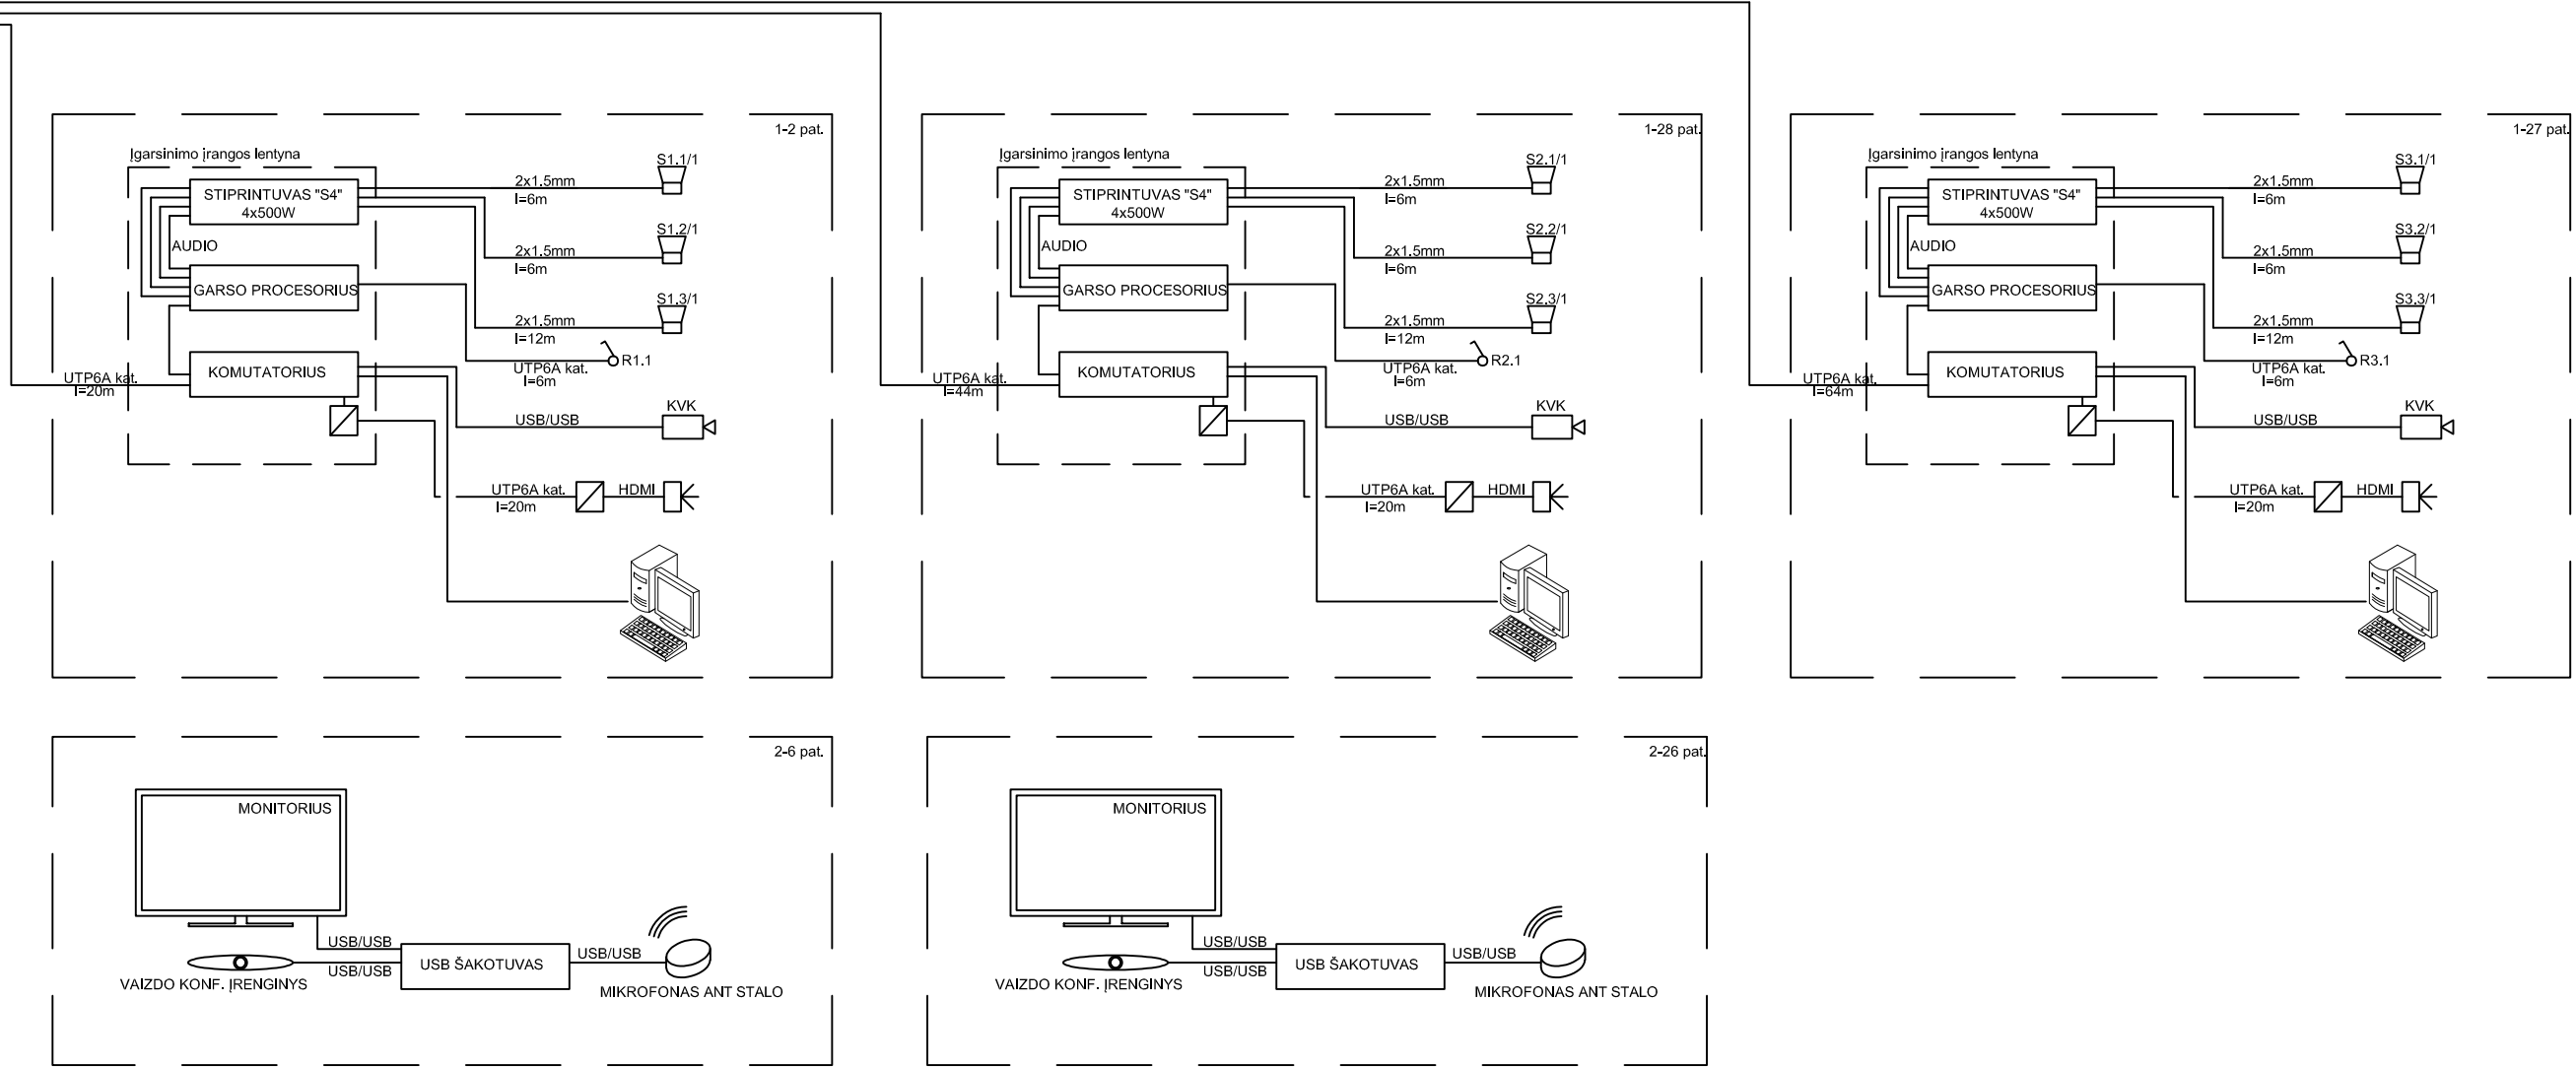 1-2 pat.
Įgarsinimo įrangos lentyna
STIPRINTUVAS "S4"
4x500W
AUDIO
GARSO PROCESORIUS
KOMUTATORIUS
UTP6A kat.
l=20m
2x1.5mm
l=6m
S1.1/1
2x1.5mm
l=6m
S1.2/1
2x1.5mm
l=12m
S1.3/1
UTP6A kat.
l=6m
R1.1
USB/USB
KVK
UTP6A kat.
l=20m
HDMI
1-28 pat.
Įgarsinimo įrangos lentyna
STIPRINTUVAS "S4"
4x500W
AUDIO
GARSO PROCESORIUS
KOMUTATORIUS
UTP6A kat.
l=44m
2x1.5mm
l=6m
S2.1/1
2x1.5mm
l=6m
S2.2/1
2x1.5mm
l=12m
S2.3/1
UTP6A kat.
l=6m
R2.1
USB/USB
KVK
UTP6A kat.
l=20m
HDMI
1-27 pat.
Įgarsinimo įrangos lentyna
STIPRINTUVAS "S4"
4x500W
AUDIO
GARSO PROCESORIUS
KOMUTATORIUS
UTP6A kat.
l=64m
2x1.5mm
l=6m
S3.1/1
2x1.5mm
l=6m
S3.2/1
2x1.5mm
l=12m
S3.3/1
UTP6A kat.
l=6m
R3.1
USB/USB
KVK
UTP6A kat.
l=20m
HDMI
2-6 pat.
MONITORIUS
USB/USB
USB/USB
USB ŠAKOTUVAS
USB/USB
VAIZDO KONF. ĮRENGINYS
MIKROFONAS ANT STALO
2-26 pat.
MONITORIUS
USB/USB
USB/USB
USB ŠAKOTUVAS
USB/USB
VAIZDO KONF. ĮRENGINYS
MIKROFONAS ANT STALO